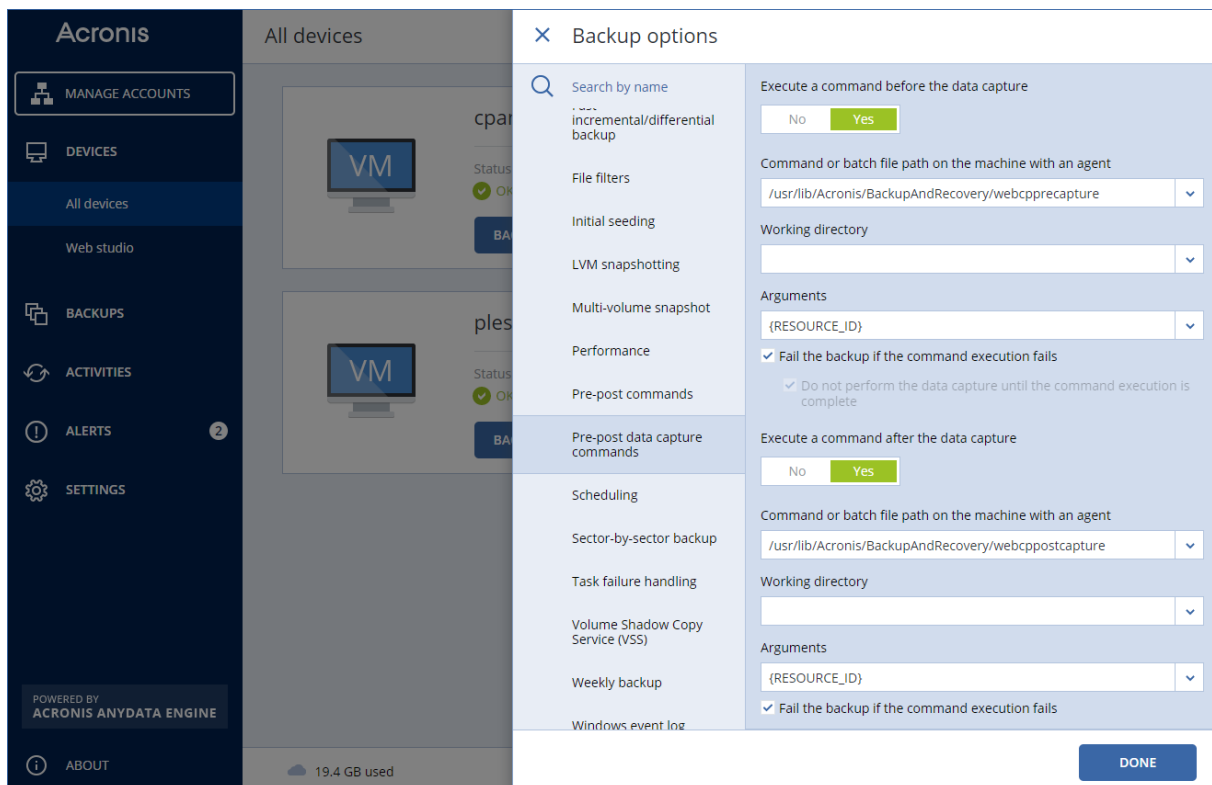 Acronis
MANAGE ACCOUNTS
DEVICES
All devices
Web studio
BACKUPS
ACTIVITIES
ALERTS
2
SETTINGS
POWERED BY
ACRONIS ANYDATA ENGINE
ABOUT
All devices
VM
Status
OK
VM
Status
OK
19.4 GB used
Backup options
Search by name
incremental/differential
backup
File filters
Initial seeding
LVM snapshotting
Multi-volume snapshot
Performance
Pre-post commands
Pre-post data capture
commands
Scheduling
Sector-by-sector backup
Task failure handling
Volume Shadow Copy
Service (VSS)
Weekly backup
Windows event log
Execute a command before the data capture
No Yes
Command or batch file path on the machine with an agent
/usr/lib/Acronis/BackupAndRecovery/webcpprecapture
Working directory
Arguments
{RESOURCE_ID}
Fail the backup if the command execution fails
Do not perform the data capture until the command execution is
complete
Execute a command after the data capture
No Yes
Command or batch file path on the machine with an agent
/usr/lib/Acronis/BackupAndRecovery/webcppostcapture
Working directory
Arguments
{RESOURCE_ID}
Fail the backup if the command execution fails
DONE